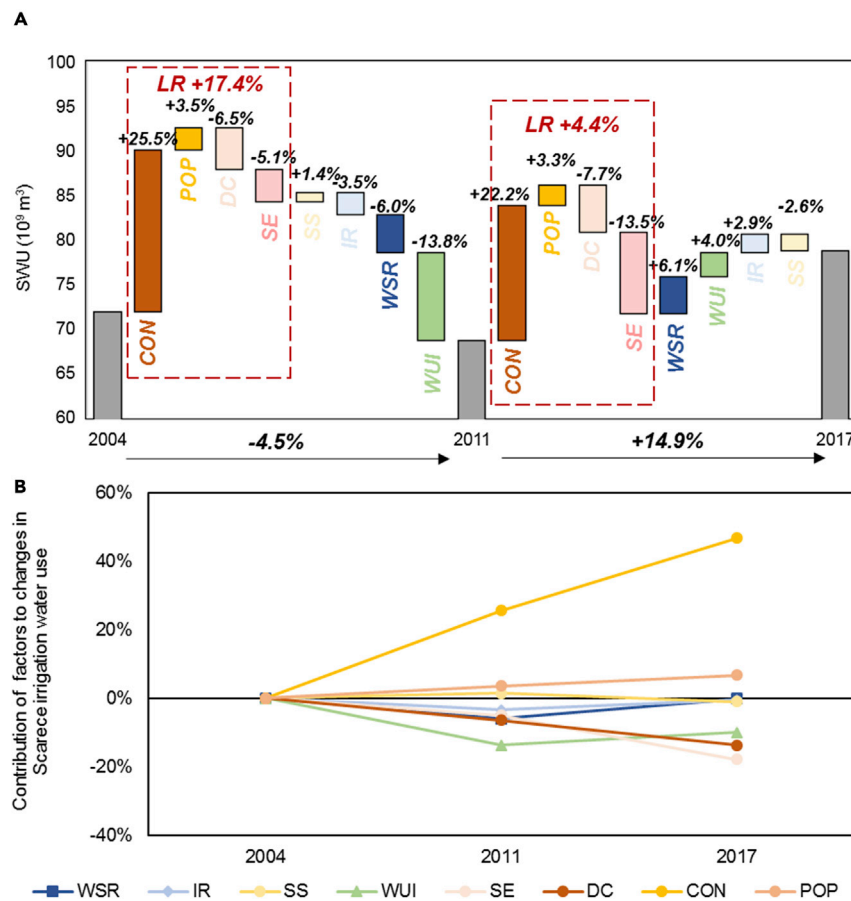 A
LR +17.4%
LR +4.4%
SWU (10⁹ m³)
100
95
90
85
80
75
70
65
60
+25.5%
+3.5%
-6.5%
-5.1%
+1.4%
-3.5%
-6.0%
-13.8%
+22.2%
+3.3%
-7.7%
-13.5%
+6.1%
+4.0%
+2.9%
-2.6%
CON
POP
DC
SE
SS
IR
WSR
WUI
CON
POP
DC
SE
WSR
WUI
IR
SS
2004
-4.5%
2011
+14.9%
2017
B
Contribution of factors to changes in
Scarece irrigation water use
60%
40%
20%
0%
-20%
-40%
2004
2011
2017
WSR IR SS WUI SE DC CON POP